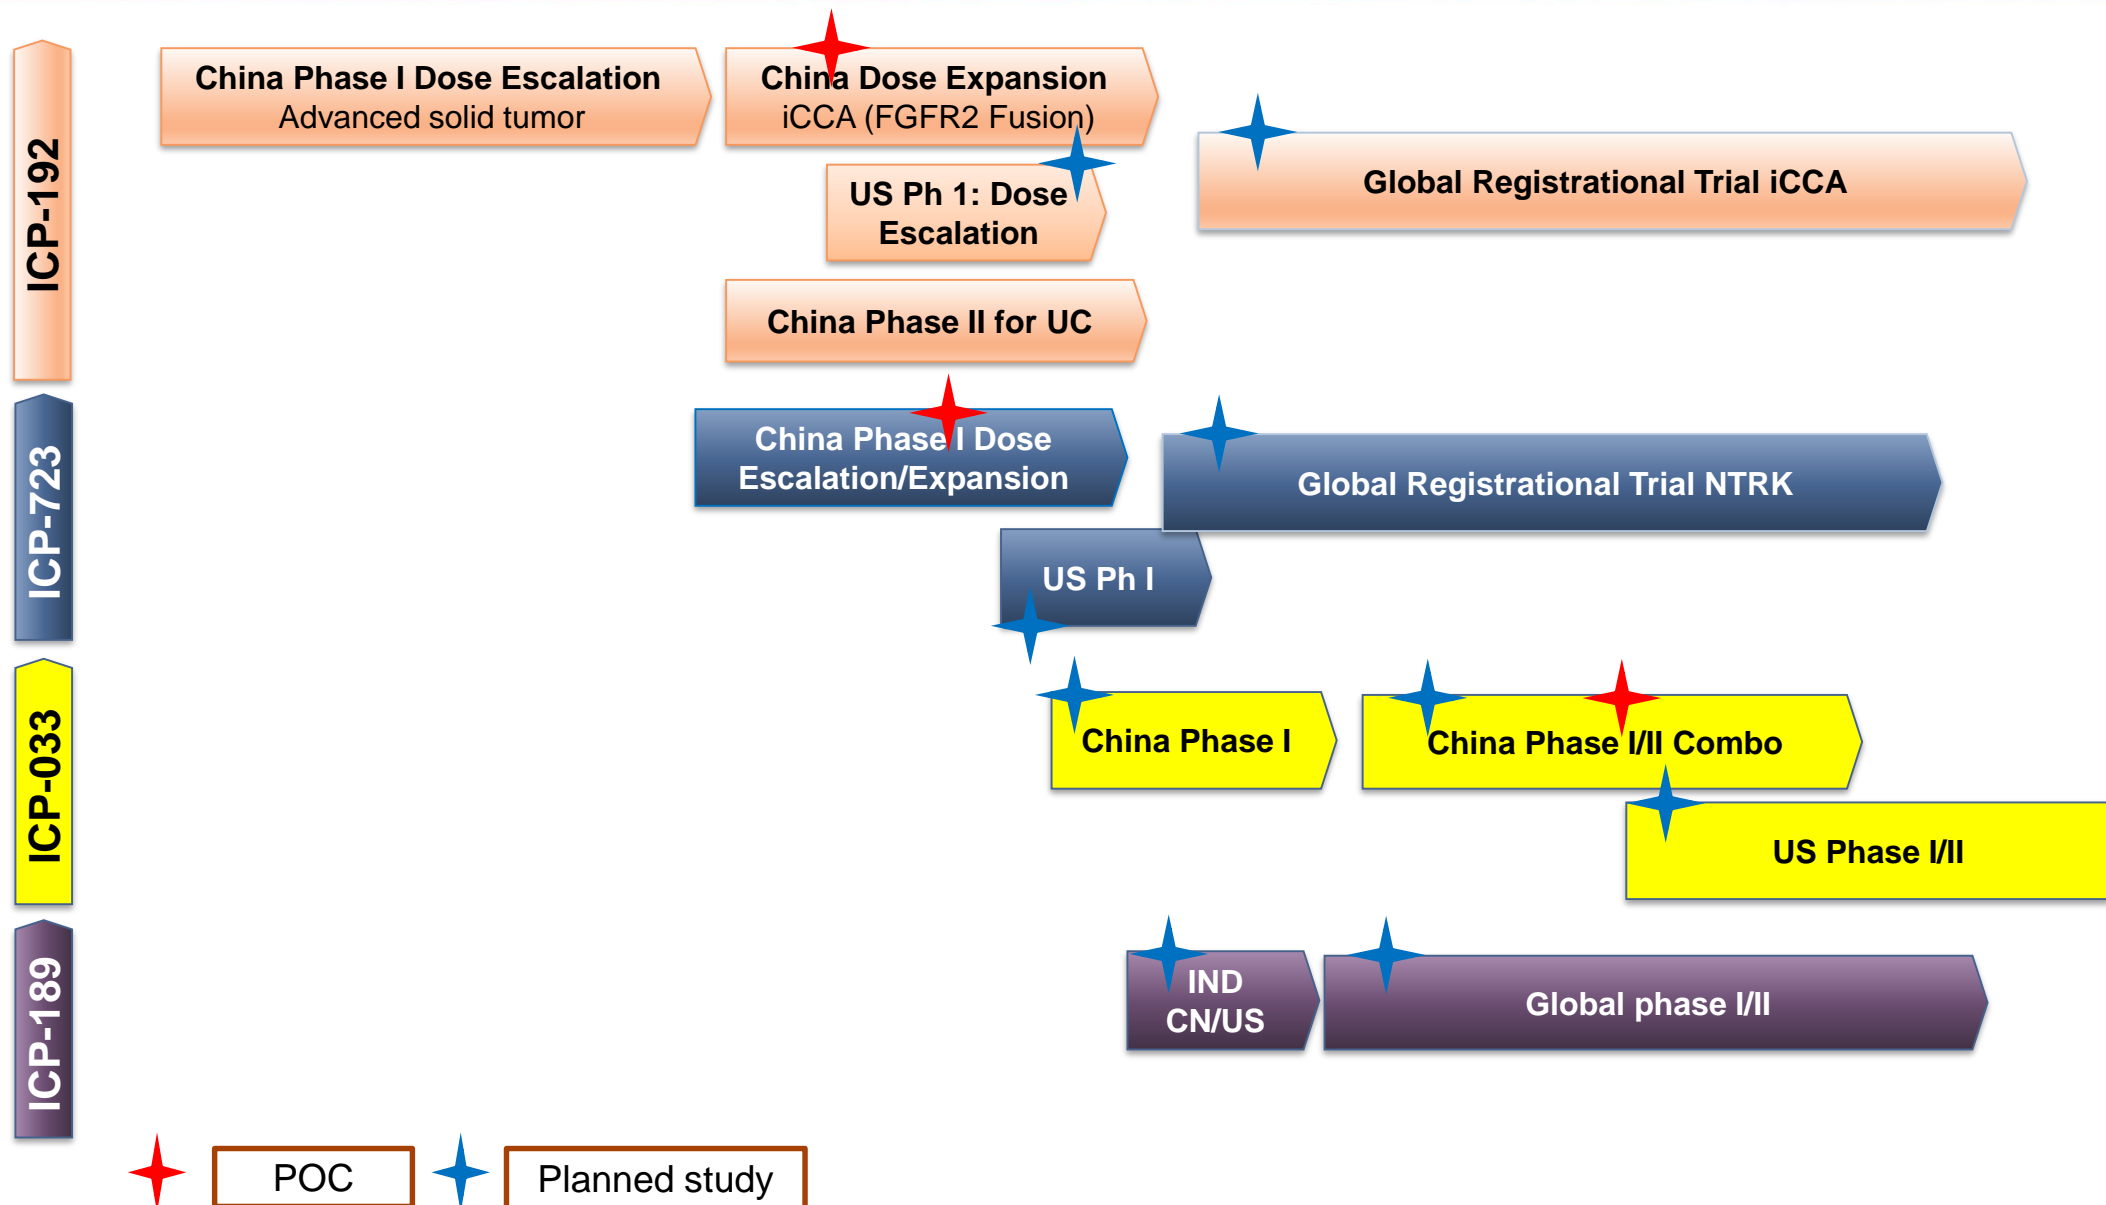 ICP-192
China Phase I Dose Escalation
Advanced solid tumor
China Dose Expansion
iCCA (FGFR2 Fusion)
US Ph 1: Dose
Escalation
Global Registrational Trial iCCA
China Phase II for UC
ICP-723
China Phase I Dose
Escalation/Expansion
Global Registrational Trial NTRK
US Ph I
ICP-033
China Phase I
China Phase I/II Combo
US Phase I/II
ICP-189
IND
CN/US
Global phase I/II
POC
Planned study